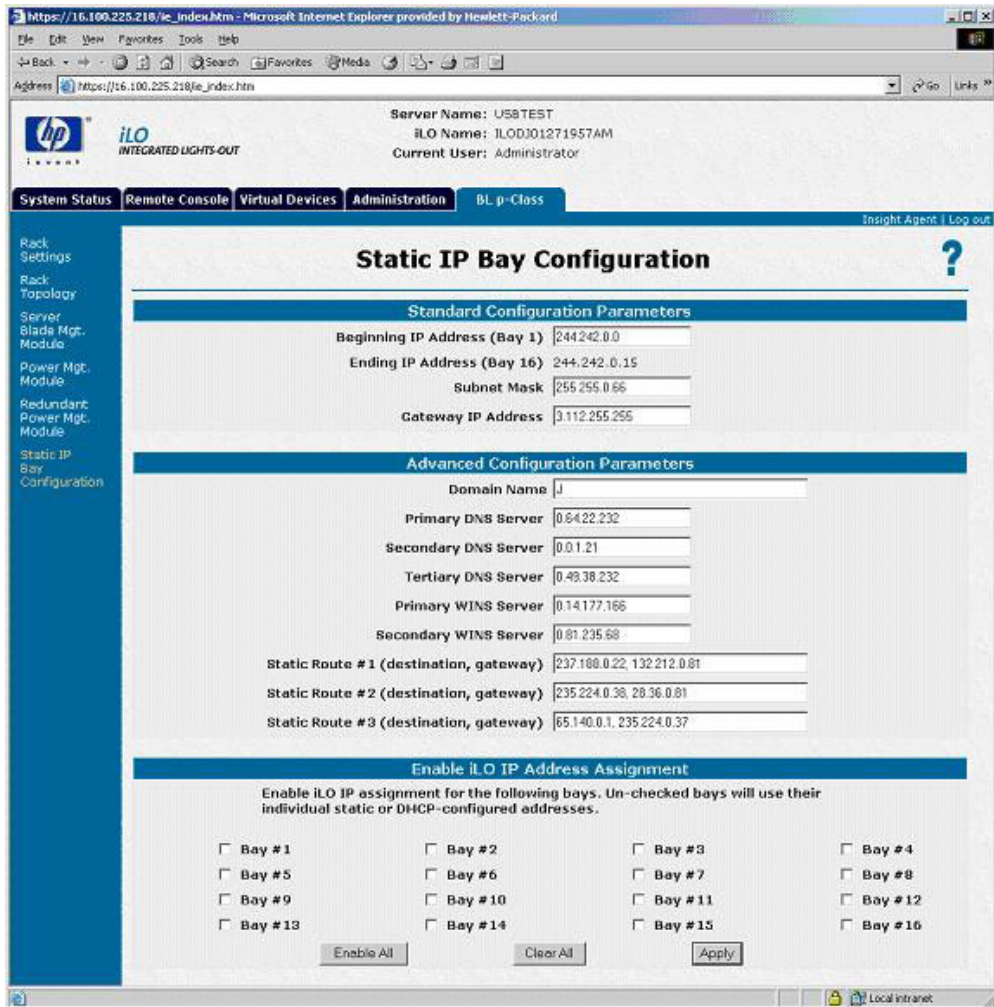 https://16.100.225.218/ie_index.htm - Microsoft Internet Explorer provided by Hewlett-Packard
File Edit View Favorites Tools Help
Back Search Favorites Media
Address https://16.100.225.218/ie_index.htm Go Links »
hp
invent
iLO
INTEGRATED LIGHTS-OUT
Server Name: USBTEST
iLO Name: ILODJ01271957AM
Current User: Administrator
System Status Remote Console Virtual Devices Administration BL p-Class
Insight Agent | Log out
Rack
Settings
Rack
Topology
Server
Blade Mgt.
Module
Power Mgt.
Module
Redundant
Power Mgt.
Module
Static IP
Bay
Configuration
Static IP Bay Configuration
?
Standard Configuration Parameters
Beginning IP Address (Bay 1) 244.242.0.0
Ending IP Address (Bay 16) 244.242.0.15
Subnet Mask 255.255.0.66
Gateway IP Address 3.112.255.255
Advanced Configuration Parameters
Domain Name J
Primary DNS Server 0.64.22.232
Secondary DNS Server 0.0.1.21
Tertiary DNS Server 0.49.38.232
Primary WINS Server 0.14.177.166
Secondary WINS Server 0.81.235.68
Static Route #1 (destination, gateway) 237.188.0.22, 132.212.0.81
Static Route #2 (destination, gateway) 235.224.0.38, 28.36.0.81
Static Route #3 (destination, gateway) 65.140.0.1, 235.224.0.37
Enable iLO IP Address Assignment
Enable iLO IP assignment for the following bays. Un-checked bays will use their
individual static or DHCP-configured addresses.
Bay #1 Bay #2 Bay #3 Bay #4
Bay #5 Bay #6 Bay #7 Bay #8
Bay #9 Bay #10 Bay #11 Bay #12
Bay #13 Bay #14 Bay #15 Bay #16
Enable All Clear All Apply
Local intranet